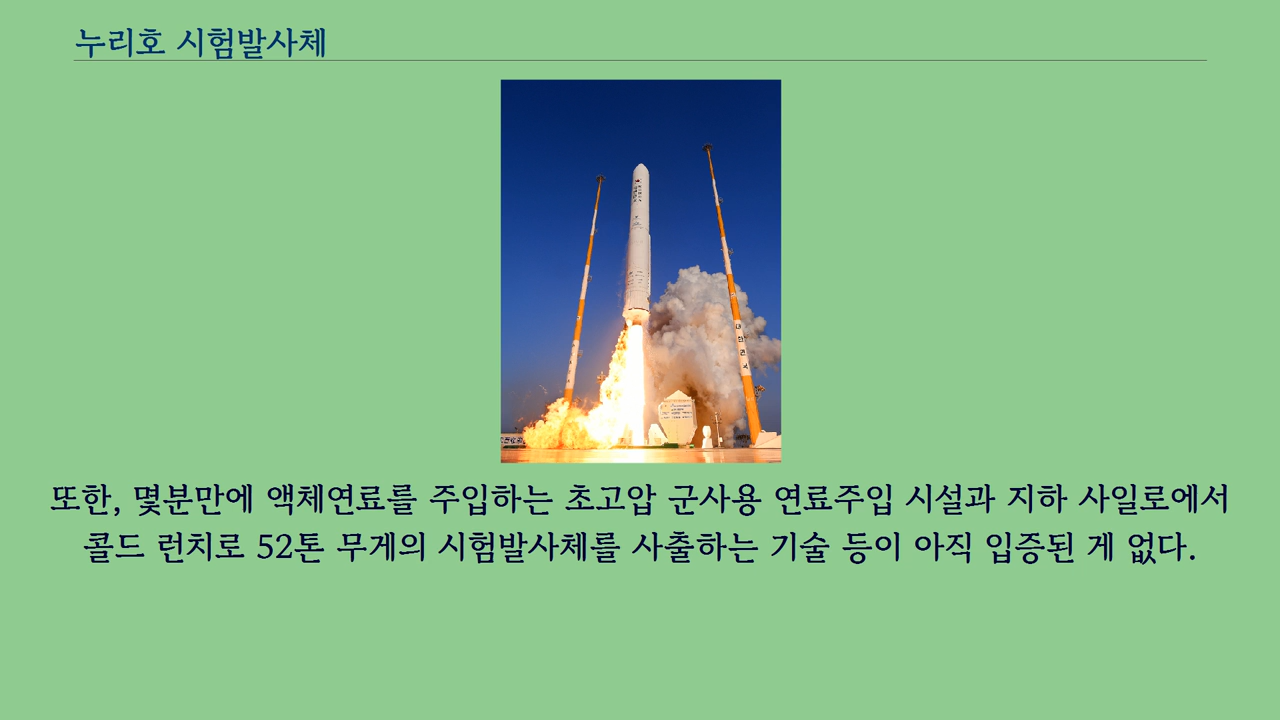 누리호 시험발사체
또한, 몇분만에 액체연료를 주입하는 초고압 군사용 연료주입 시설과 지하 사일로에서
콜드 런치로 52톤 무게의 시험발사체를 사출하는 기술 등이 아직 입증된 게 없다.